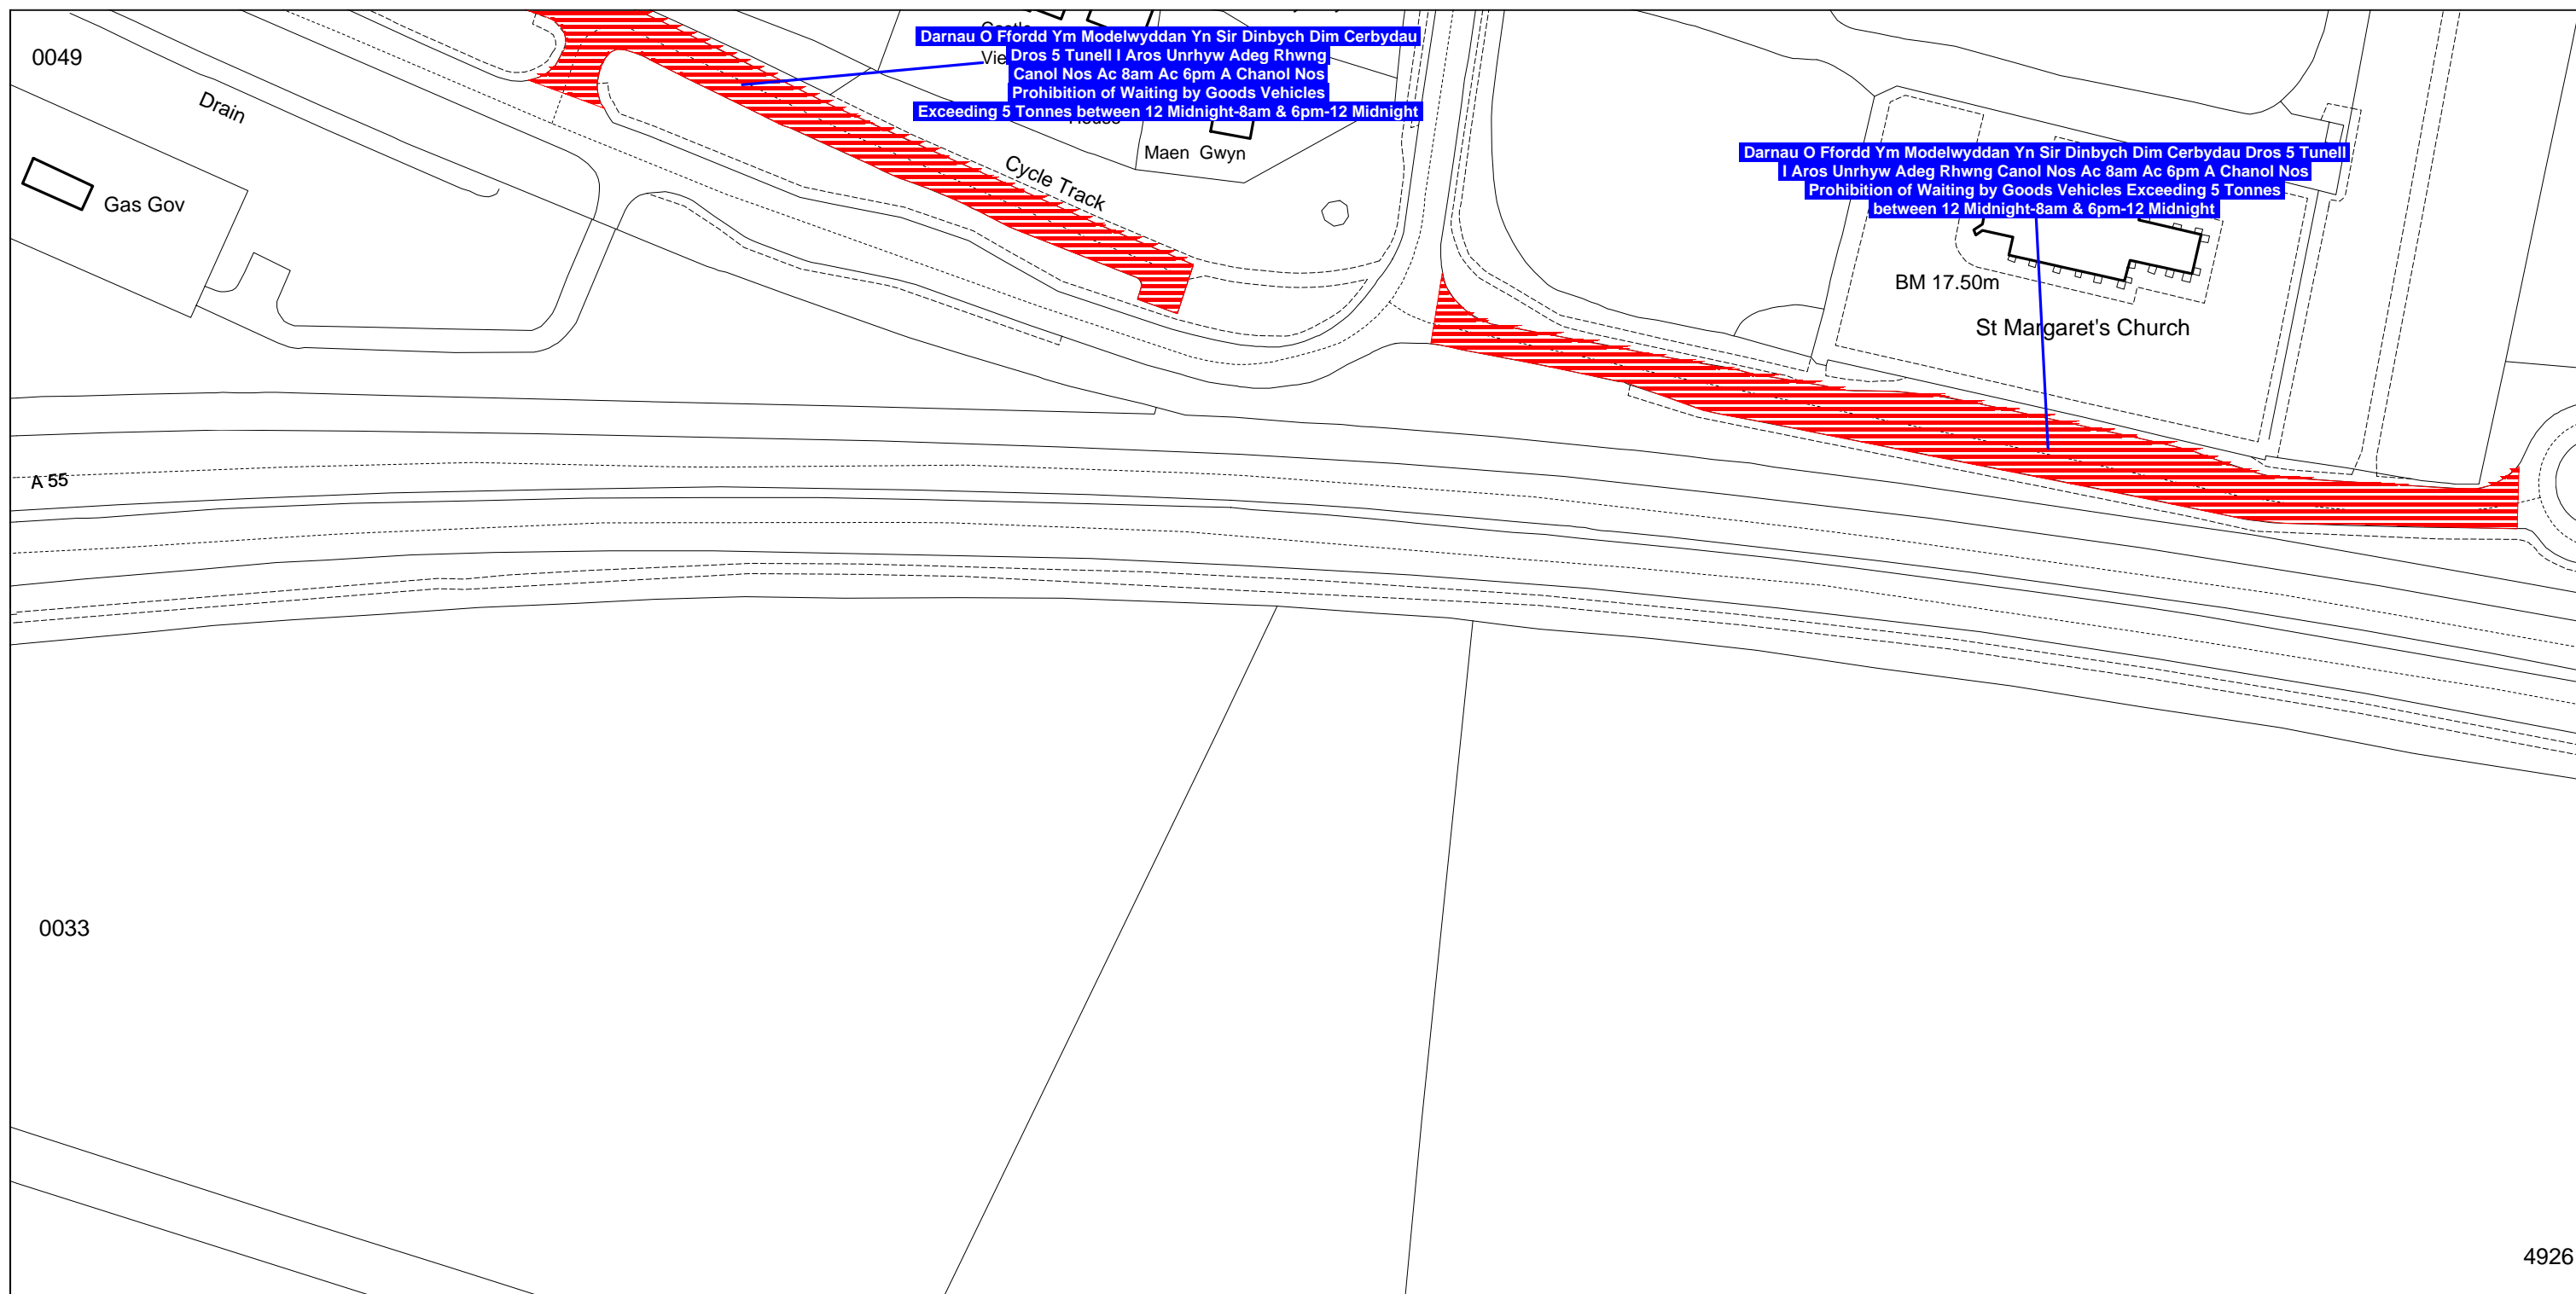 0049
Drain
Gas Gov
Darnau O Ffordd Ym Modelwyddan Yn Sir Dinbych Dim Cerbydau
Dros 5 Tunell I Aros Unrhyw Adeg Rhwng
Canol Nos Ac 8am Ac 6pm A Chanol Nos
Prohibition of Waiting by Goods Vehicles
Exceeding 5 Tonnes between 12 Midnight-8am & 6pm-12 Midnight
Maen Gwyn
Cycle Track
Darnau O Ffordd Ym Modelwyddan Yn Sir Dinbych Dim Cerbydau Dros 5 Tunell
I Aros Unrhyw Adeg Rhwng Canol Nos Ac 8am Ac 6pm A Chanol Nos
Prohibition of Waiting by Goods Vehicles Exceeding 5 Tonnes
between 12 Midnight-8am & 6pm-12 Midnight
BM 17.50m
St Margaret's Church
A 55
0033
4926